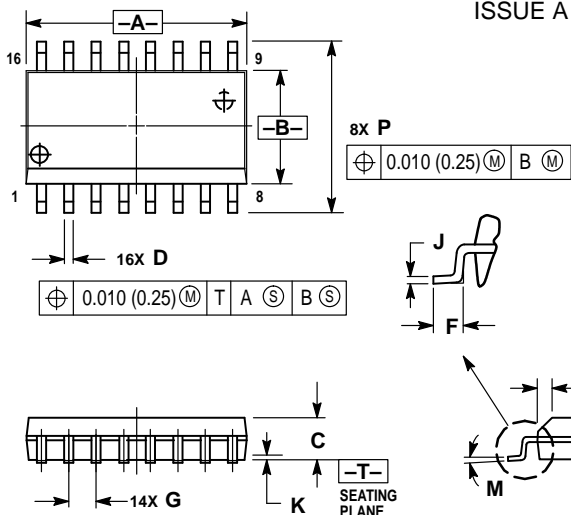 ISSUE A
–A–
16
9
–B–
8X P
⌖ 0.010 (0.25) Ⓜ B Ⓜ
1
8
16X D
J
⌖ 0.010 (0.25) Ⓜ T A Ⓢ B Ⓢ
F
C
–T–
M
14X G
K
SEATING
PLANE